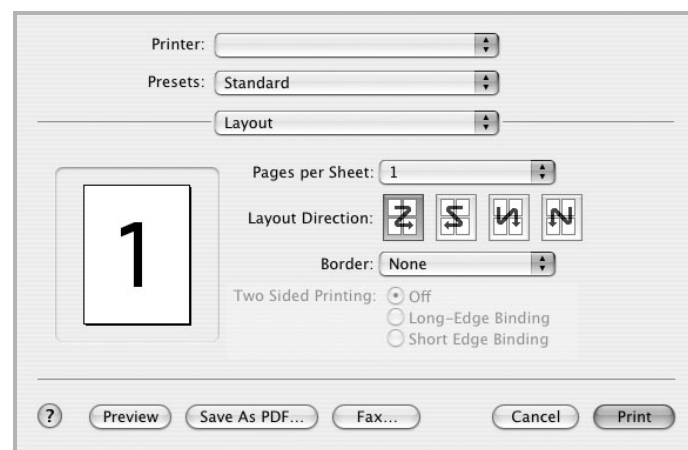 Printer:
Presets: Standard
Layout
Pages per Sheet: 1
Layout Direction:
Border: None
Two Sided Printing: Off
Long-Edge Binding
Short Edge Binding
1
? Preview Save As PDF... Fax... Cancel Print